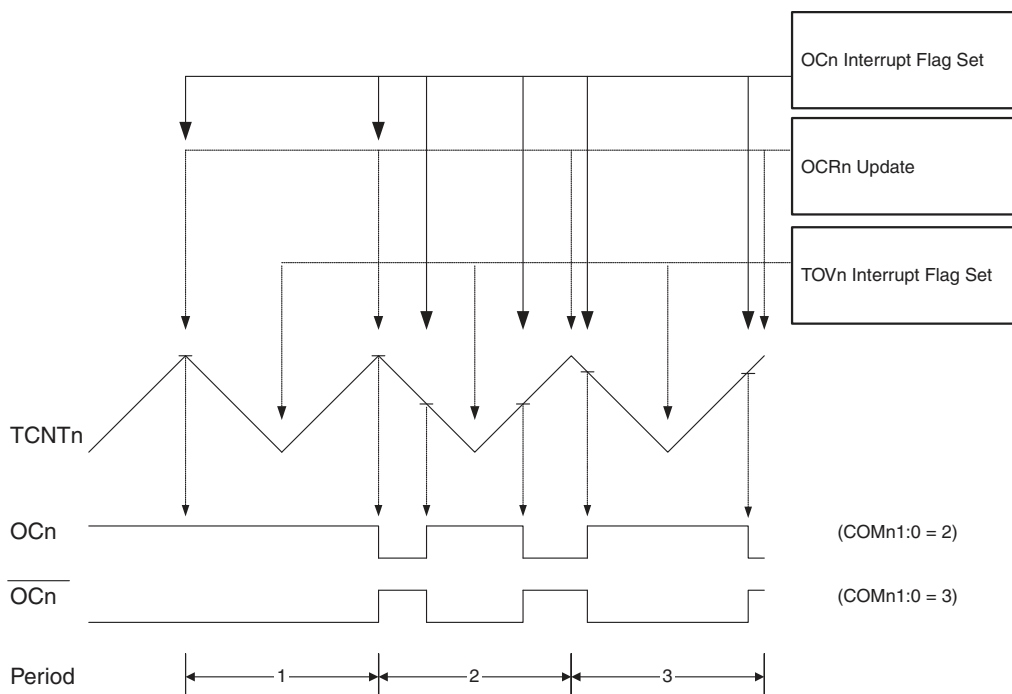 OCn Interrupt Flag Set
OCRn Update
TOVn Interrupt Flag Set
TCNTn
OCn (COMn1:0 = 2)
OCn (COMn1:0 = 3)
Period 1 2 3